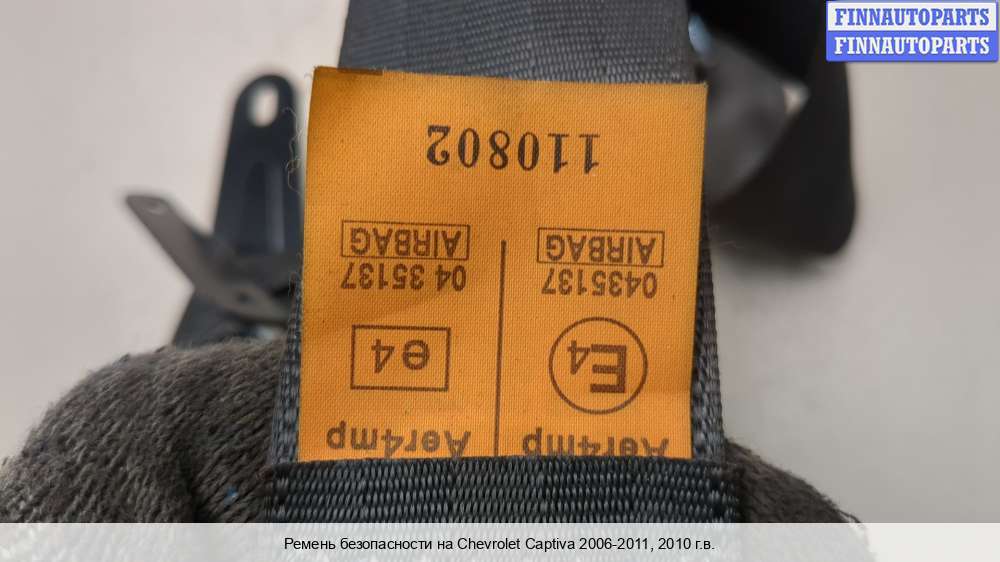 FINNAUTOPARTS
FINNAUTOPARTS
Aer4mp
Aer4mp
E4
e4
0435137
04 35137
AIRBAG
AIRBAG
110802
Ремень безопасности на Chevrolet Captiva 2006-2011, 2010 г.в.